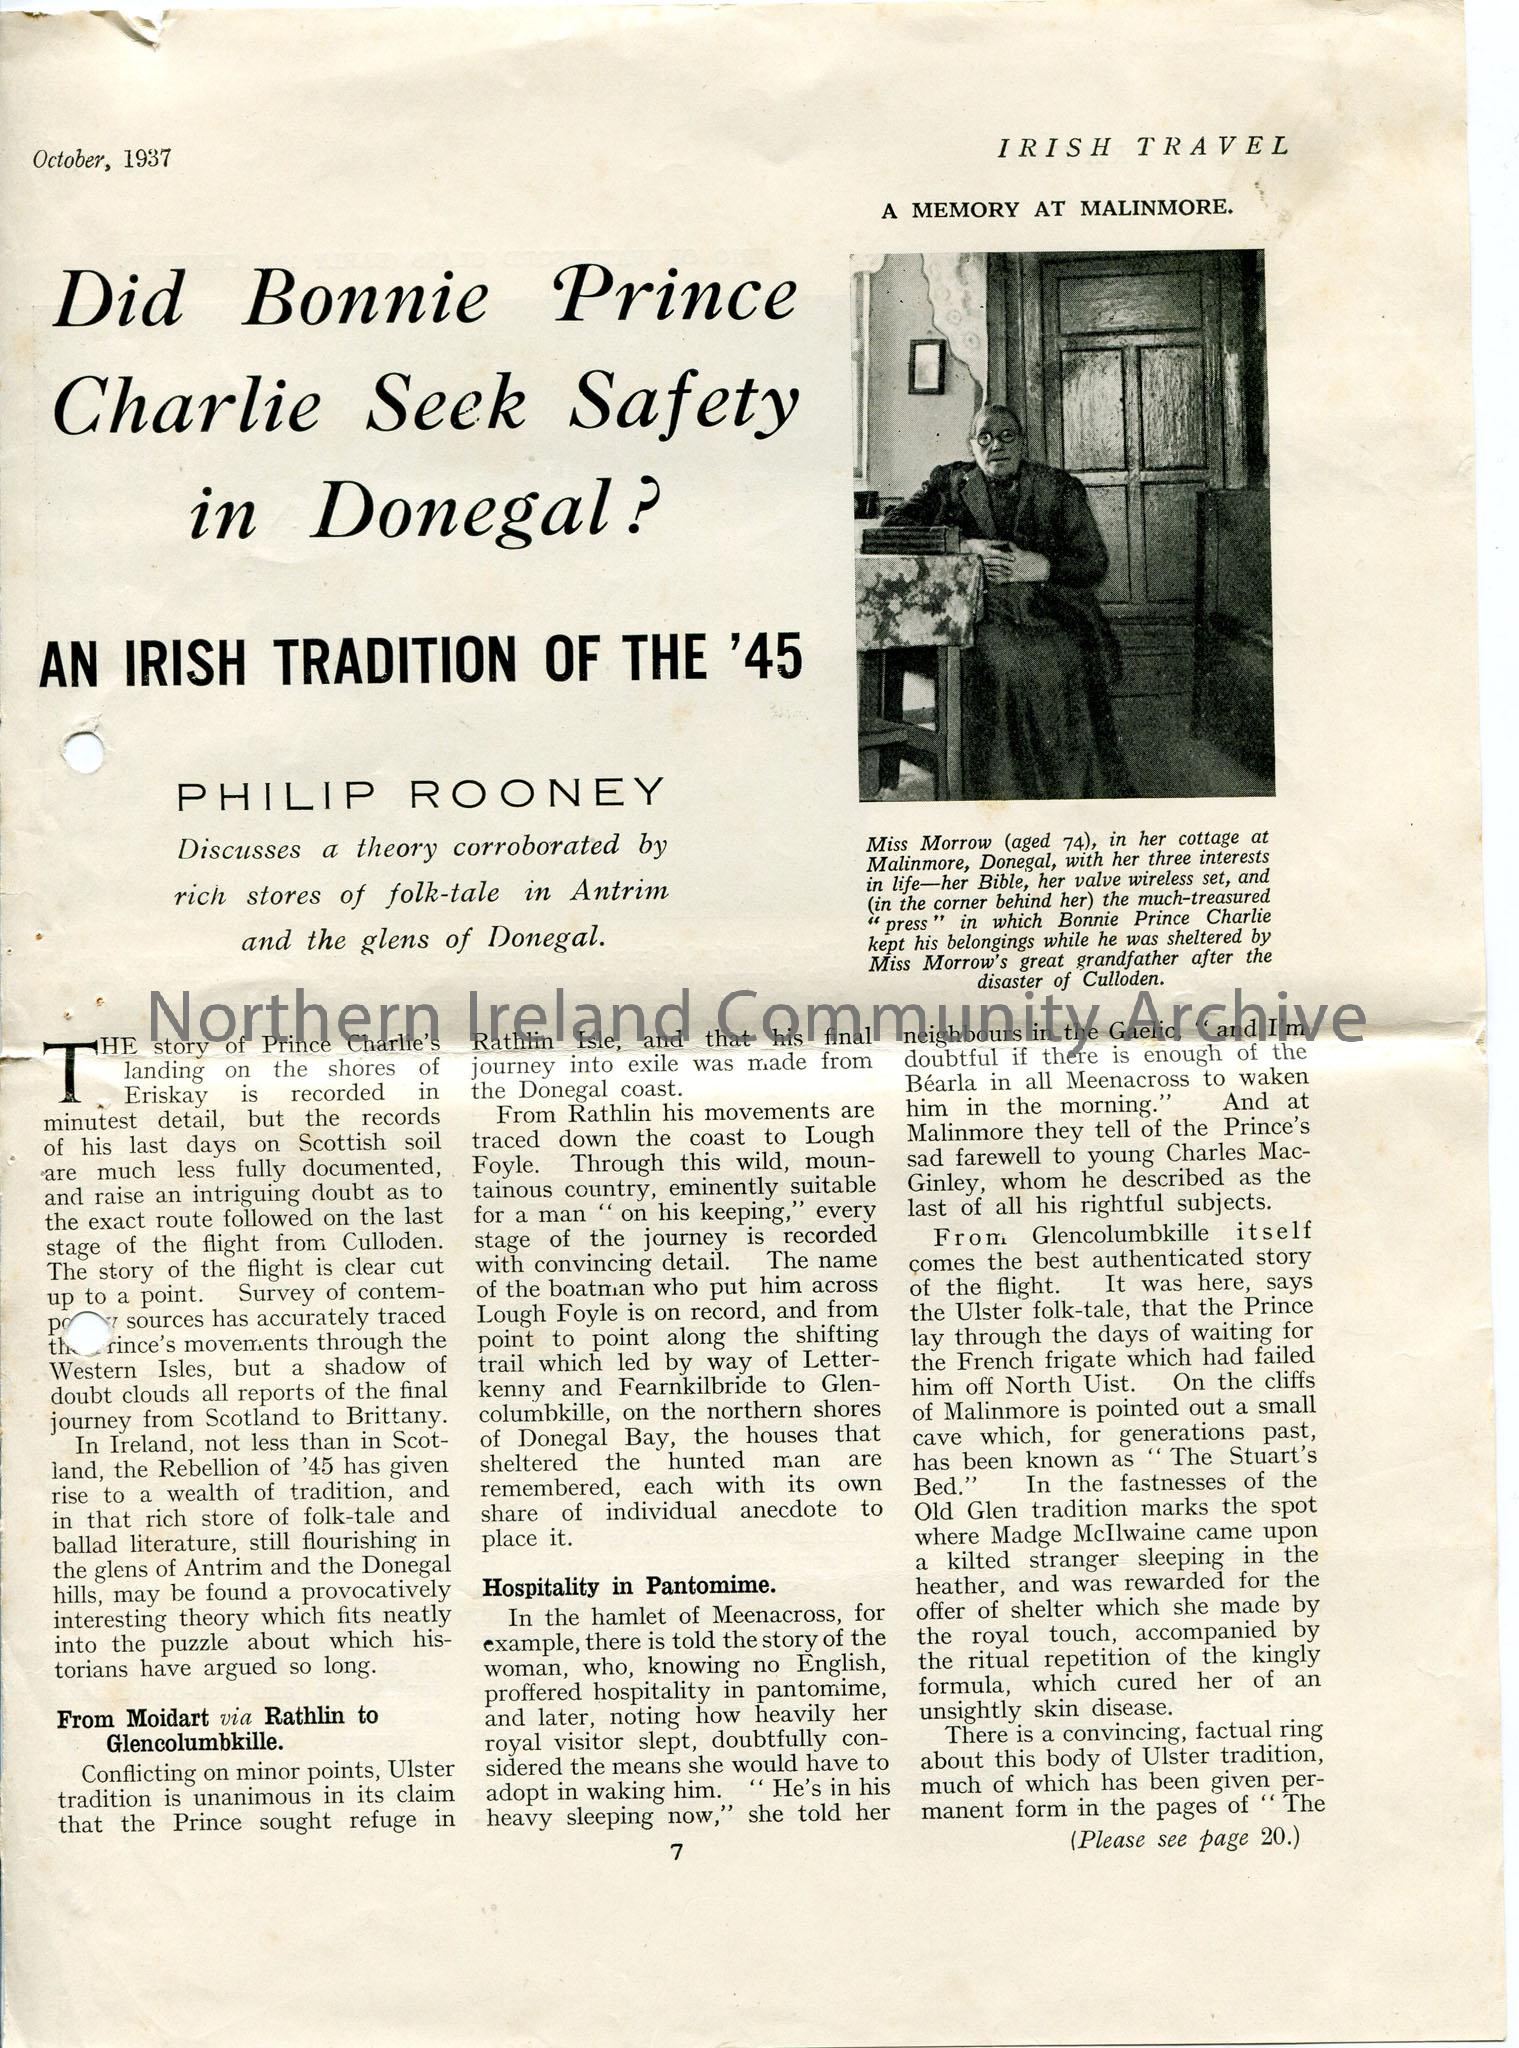 October, 1937
IRISH TRAVEL
Did Bonnie Prince
Charlie Seek Safety
in Donegal?
AN IRISH TRADITION OF THE '45
PHILIP ROONEY
Discusses a theory corroborated by
rich stores of folk-tale in Antrim
and the glens of Donegal.
A MEMORY AT MALINMORE.
Miss Morrow (aged 74), in her cottage at
Malinmore, Donegal, with her three interests
in life—her Bible, her valve wireless set, and
(in the corner behind her) the much-treasured
"press" in which Bonnie Prince Charlie
kept his belongings while he was sheltered by
Miss Morrow's great grandfather after the
disaster of Culloden.
Northern Ireland Community Archive
THE story of Prince Charlie's
landing on the shores of
Eriskay is recorded in
minutest detail, but the records
of his last days on Scottish soil
are much less fully documented,
and raise an intriguing doubt as to
the exact route followed on the last
stage of the flight from Culloden.
The story of the flight is clear cut
up to a point. Survey of contem-
sources has accurately traced
rince's movements through the
Western Isles, but a shadow of
doubt clouds all reports of the final
journey from Scotland to Brittany.
In Ireland, not less than in Scot-
land, the Rebellion of '45 has given
rise to a wealth of tradition, and
in that rich store of folk-tale and
ballad literature, still flourishing in
the glens of Antrim and the Donegal
hills, may be found a provocatively
interesting theory which fits neatly
into the puzzle about which his-
torians have argued so long.
From Moidart via Rathlin to
Glencolumbkille.
Conflicting on minor points, Ulster
tradition is unanimous in its claim
that the Prince sought refuge in
Rathlin Isle, and that his final
journey into exile was made from
the Donegal coast.
From Rathlin his movements are
traced down the coast to Lough
Foyle. Through this wild, moun-
tainous country, eminently suitable
for a man "on his keeping," every
stage of the journey is recorded
with convincing detail. The name
of the boatman who put him across
Lough Foyle is on record, and from
point to point along the shifting
trail which led by way of Letter-
kenny and Fearnkilbride to Glen-
columbkille, on the northern shores
of Donegal Bay, the houses that
sheltered the hunted man are
remembered, each with its own
share of individual anecdote to
place it.
Hospitality in Pantomime.
In the hamlet of Meenacross, for
example, there is told the story of the
woman, who, knowing no English,
proffered hospitality in pantomime,
and later, noting how heavily her
royal visitor slept, doubtfully con-
sidered the means she would have to
adopt in waking him. "He's in his
heavy sleeping now," she told her
neighbours in the Gaelic, "and I'm
doubtful if there is enough of the
Béarla in all Meenacross to waken
him in the morning." And at
Malinmore they tell of the Prince's
sad farewell to young Charles Mac-
Ginley, whom he described as the
last of all his rightful subjects.
From Glencolumbkille itself
comes the best authenticated story
of the flight. It was here, says
the Ulster folk-tale, that the Prince
lay through the days of waiting for
the French frigate which had failed
him off North Uist. On the cliffs
of Malinmore is pointed out a small
cave which, for generations past,
has been known as "The Stuart's
Bed." In the fastnesses of the
Old Glen tradition marks the spot
where Madge McIlwaine came upon
a kilted stranger sleeping in the
heather, and was rewarded for the
offer of shelter which she made by
the royal touch, accompanied by
the ritual repetition of the kingly
formula, which cured her of an
unsightly skin disease.
There is a convincing, factual ring
about this body of Ulster tradition,
much of which has been given per-
manent form in the pages of "The
(Please see page 20.)
7